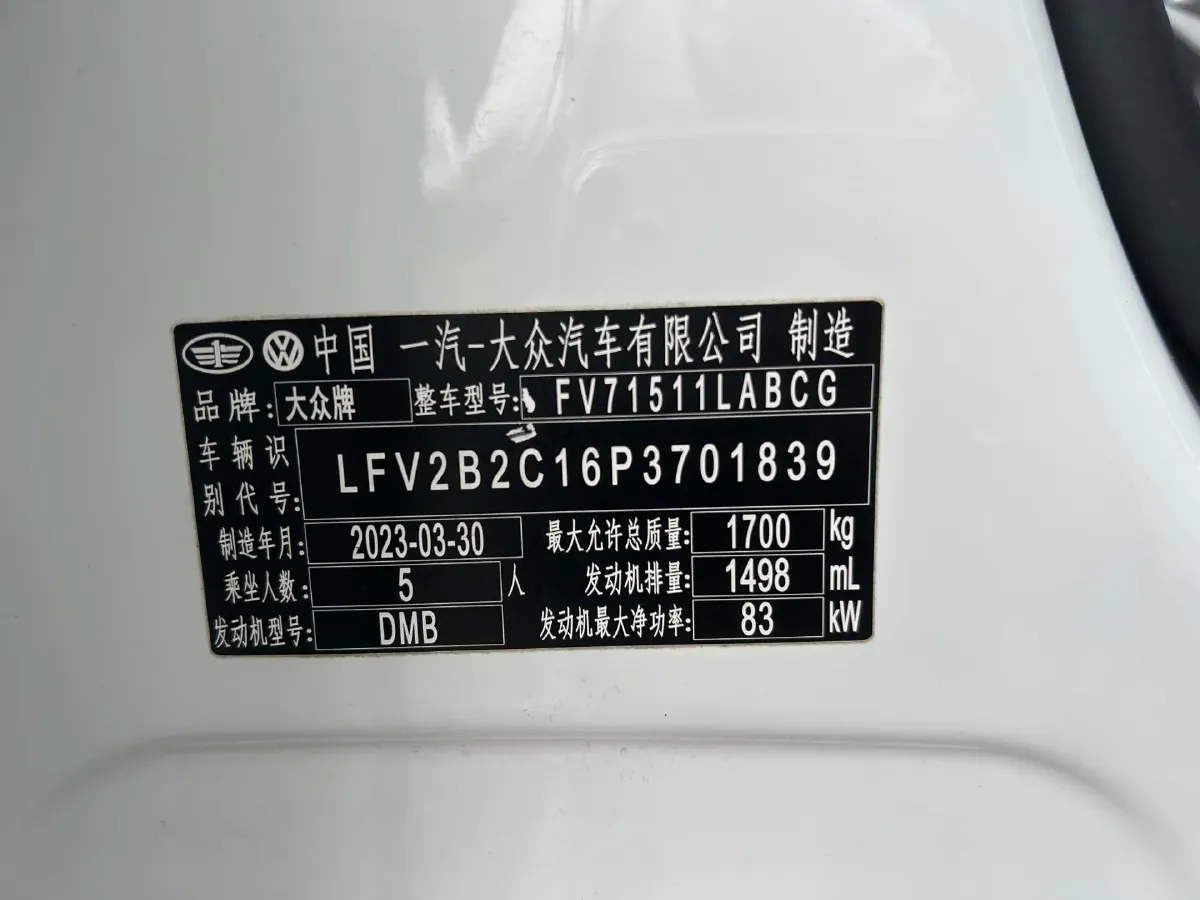 中国 一汽-大众汽车有限公司 制造
品牌: 大众牌 整车型号: FV71511LABCG
车辆识别代号: LFV2B2C16P3701839
制造年月: 2023-03-30 最大允许总质量: 1700 kg
乘坐人数: 5 人 发动机排量: 1498 mL
发动机型号: DMB 发动机最大净功率: 83 kW